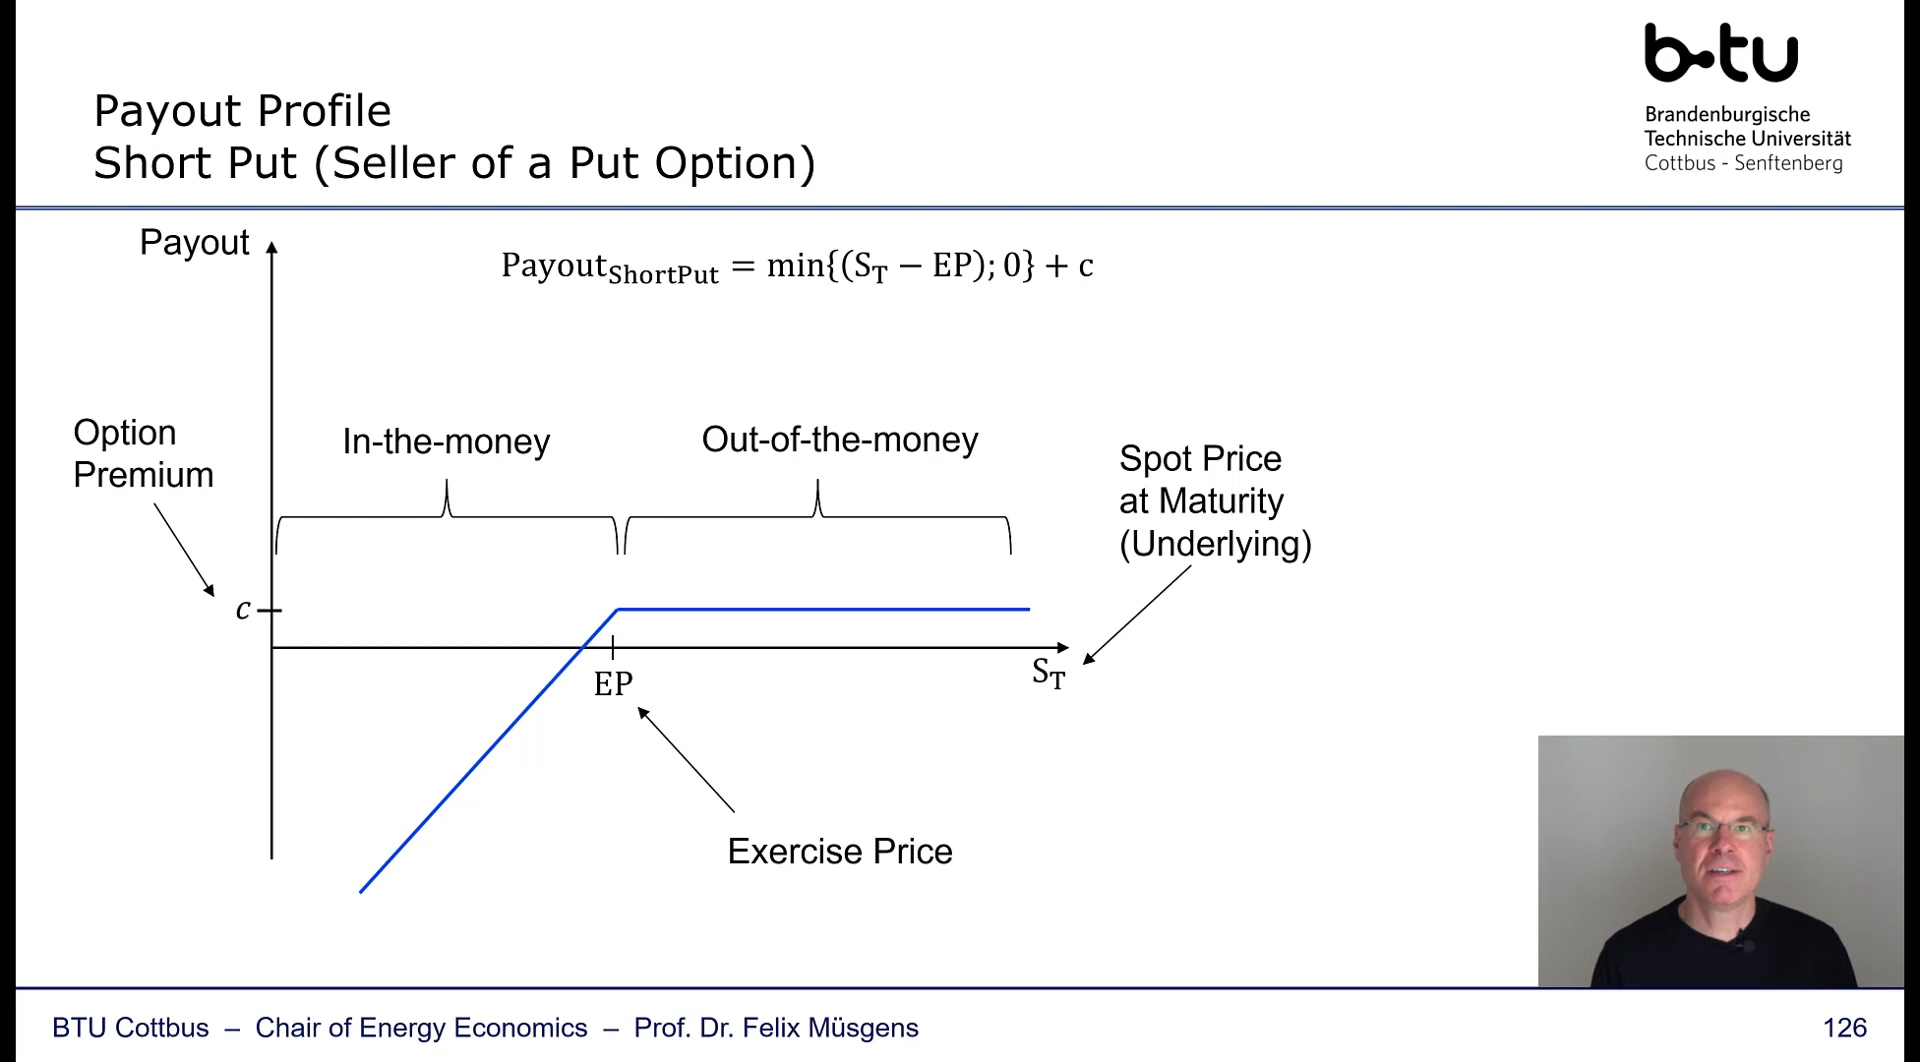 b-tu
Brandenburgische
Technische Universität
Cottbus - Senftenberg
Payout Profile
Short Put (Seller of a Put Option)
Payout
Payout_ShortPut = min{(S_T − EP); 0} + c
Option
Premium
In-the-money
Out-of-the-money
Spot Price
at Maturity
(Underlying)
c
EP
S_T
Exercise Price
BTU Cottbus – Chair of Energy Economics – Prof. Dr. Felix Müsgens
126